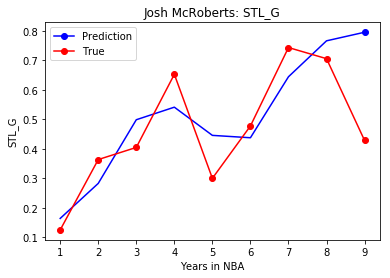 Josh McRoberts: STL_G
Prediction
True
STL_G
0.8
0.7
0.6
0.5
0.4
0.3
0.2
0.1
1 2 3 4 5 6 7 8 9
Years in NBA